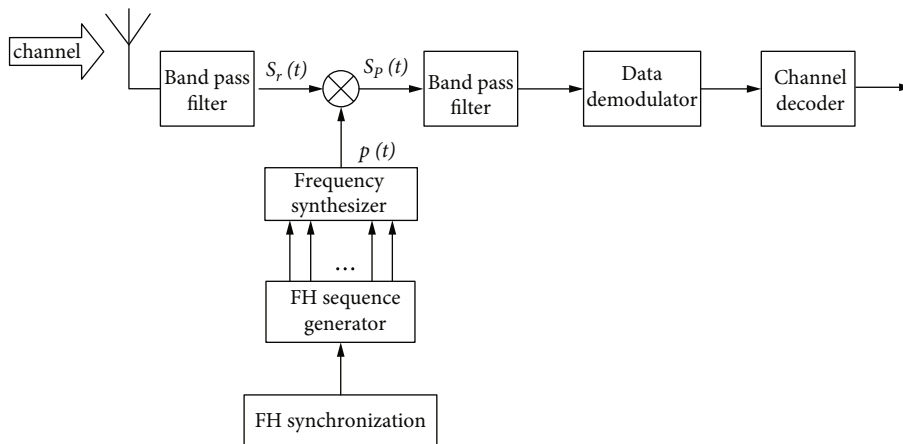 channel
Band pass
filter
S_r (t)
S_P (t)
Band pass
filter
Data
demodulator
Channel
decoder
p (t)
Frequency
synthesizer
...
FH sequence
generator
FH synchronization